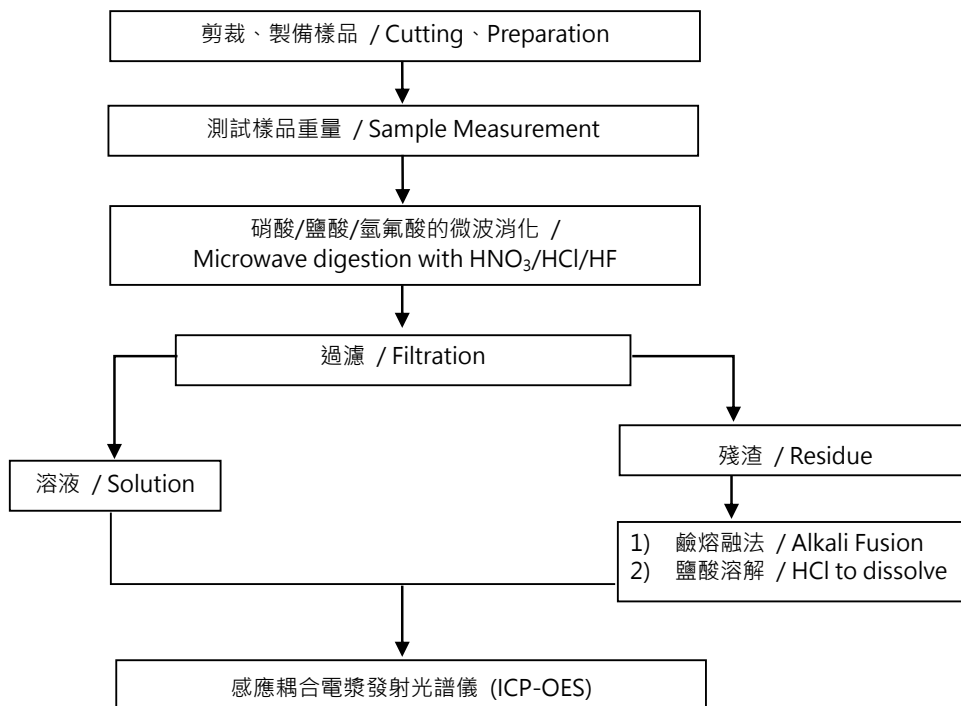 剪裁、製備樣品 / Cutting、Preparation
測試樣品重量 / Sample Measurement
硝酸/鹽酸/氫氟酸的微波消化 /
Microwave digestion with HNO₃/HCl/HF
過濾 / Filtration
溶液 / Solution
殘渣 / Residue
1) 鹼熔融法 / Alkali Fusion
2) 鹽酸溶解 / HCl to dissolve
感應耦合電漿發射光譜儀 (ICP-OES)